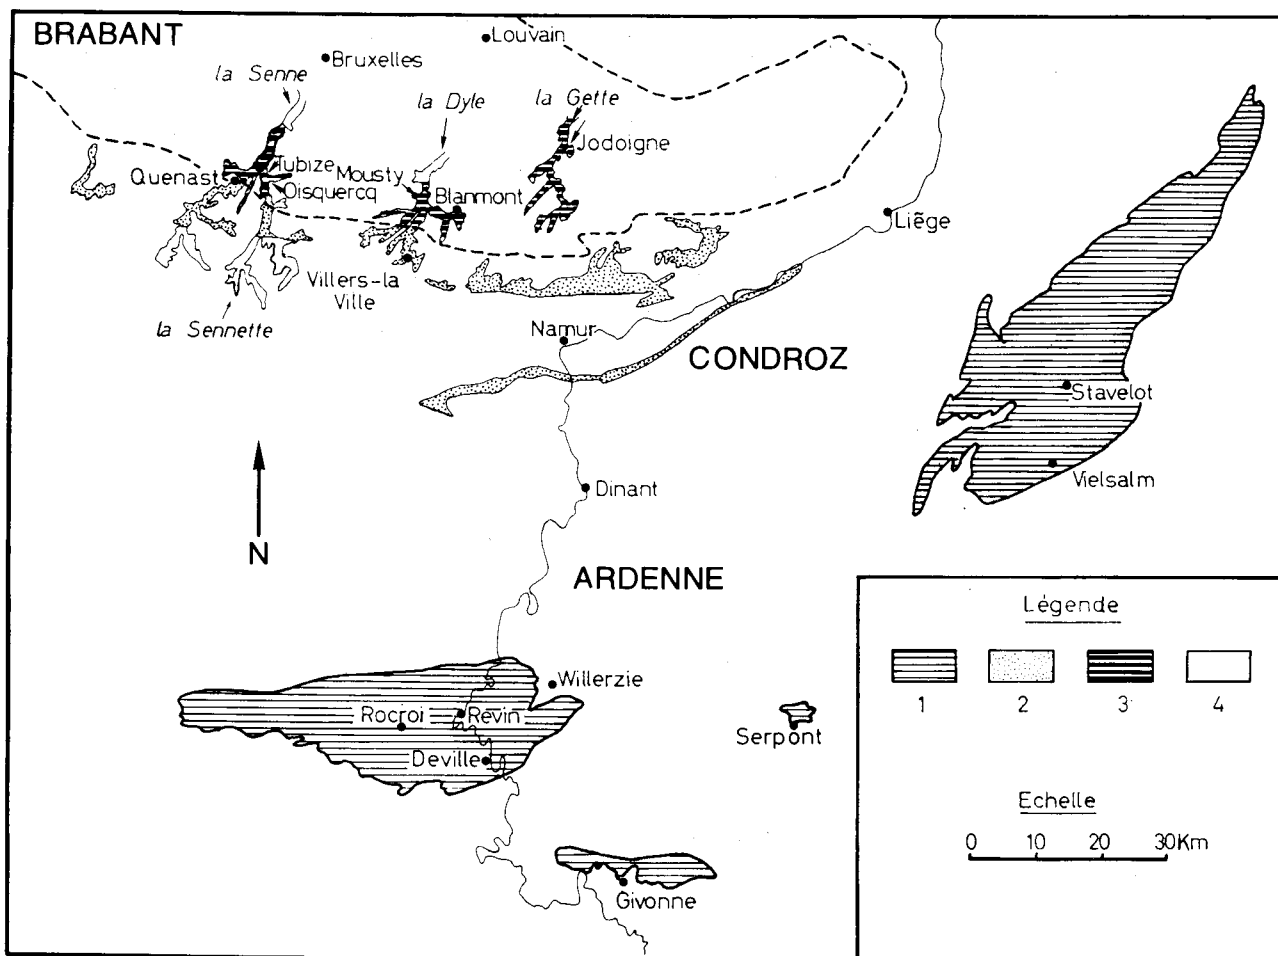 BRABANT
Louvain
Bruxelles
la Senne
la Dyle
la Gette
Jodoigne
Tubize
Quenast
Mousty
Oisquercq
Blanmont
Liège
Villers-la
Ville
la Sennette
Namur
CONDROZ
Stavelot
Vielsalm
Dinant
N
ARDENNE
Légende
1 2 3 4
Willerzie
Rocroi
Revin
Serpont
Deville
Echelle
0 10 20 30Km
Givonne